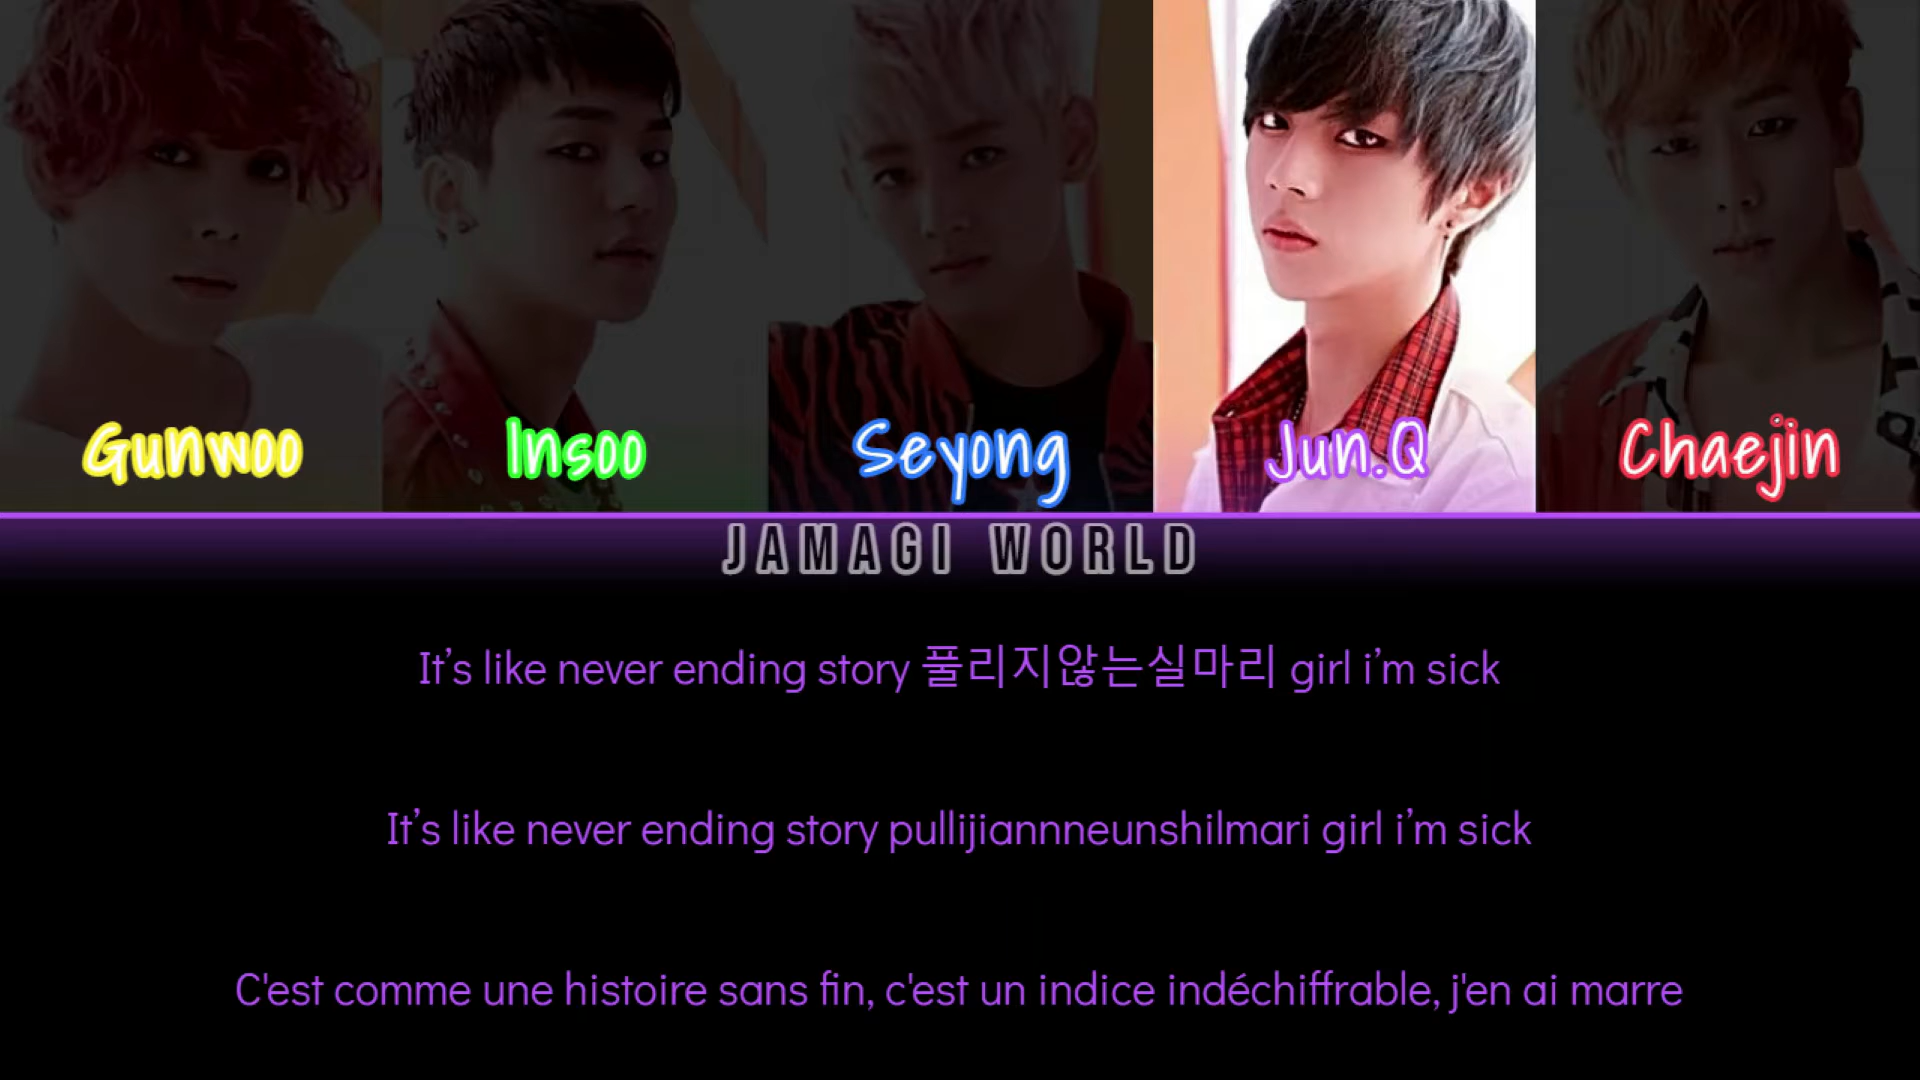 Gunwoo
Insoo
Seyong
Jun.Q
Chaejin
JAMAGI WORLD
It's like never ending story 풀리지않는실마리 girl i'm sick
It's like never ending story pullijiannneunshilmari girl i'm sick
C'est comme une histoire sans fin, c'est un indice indéchiffrable, j'en ai marre